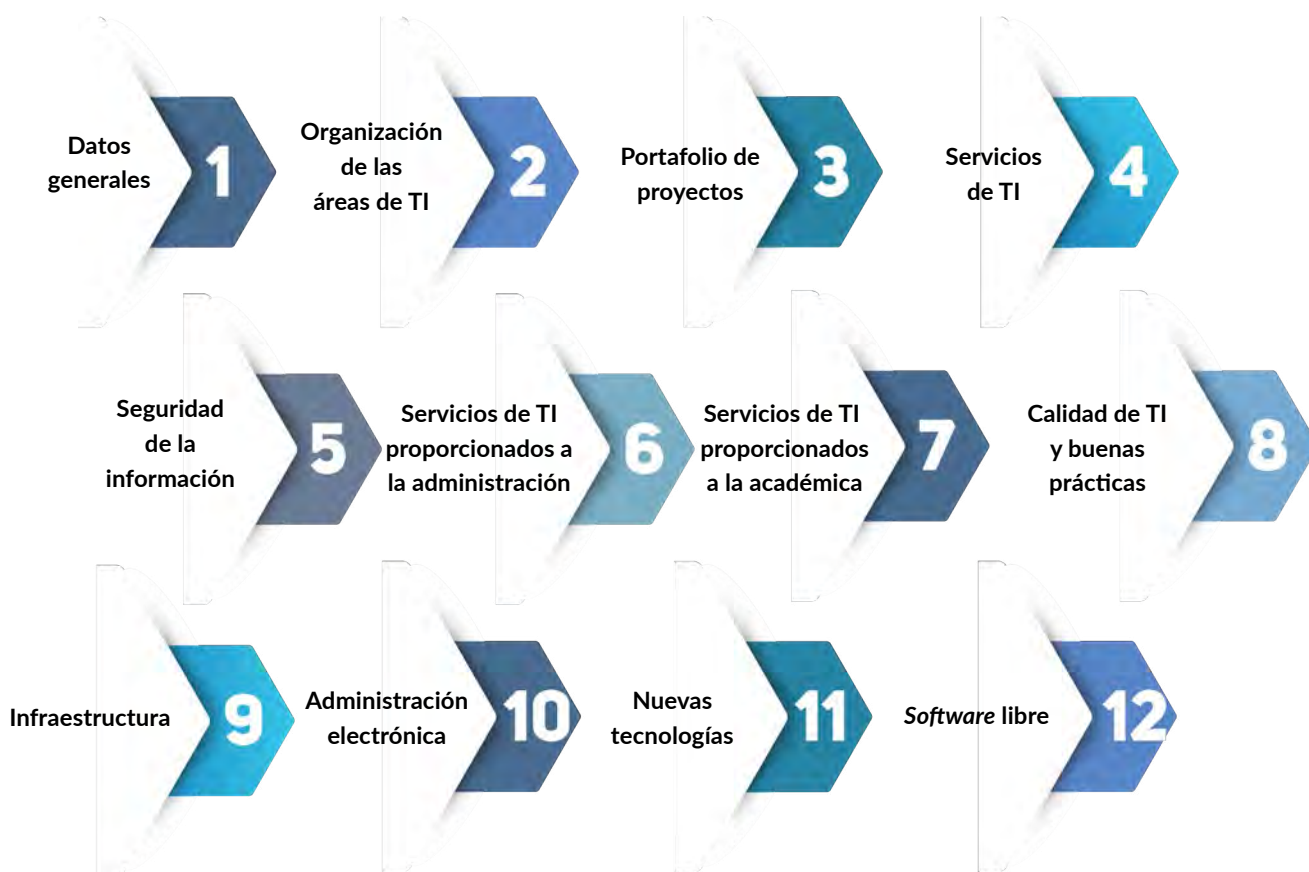 Datos
generales
1
Organización
de las
áreas de TI
2
Portafolio de
proyectos
3
Servicios
de TI
4
Seguridad
de la
información
5
Servicios de TI
proporcionados a
la administración
6
Servicios de TI
proporcionados
a la académica
7
Calidad de TI
y buenas
prácticas
8
Infraestructura
9
Administración
electrónica
10
Nuevas
tecnologías
11
Software libre
12